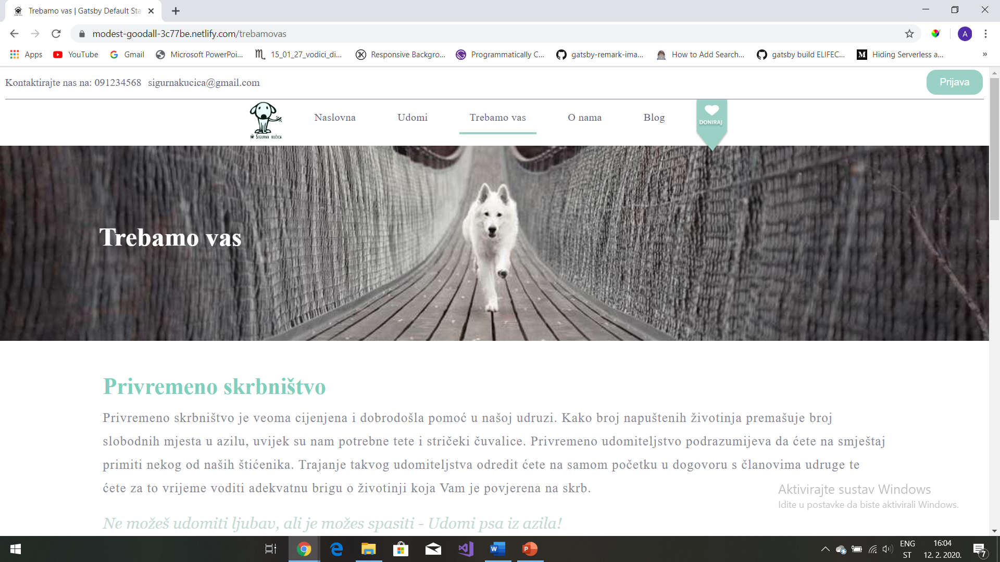 Trebamo vas | Gatsby Default Sta
modest-goodall-3c77be.netlify.com/trebamovas
A
Apps YouTube Gmail Microsoft PowerPoi... 15_01_27_vodici_di... Responsive Backgro... Programmatically C... gatsby-remark-ima... How to Add Search... gatsby build ELIFEC... Hiding Serverless a... »
Kontaktirajte nas na: 091234568 sigurnakucica@gmail.com
Prijava
Sigurna kućica
Naslovna Udomi Trebamo vas O nama Blog
DONIRAJ
Trebamo vas
Privremeno skrbništvo
Privremeno skrbništvo je veoma cijenjena i dobrodošla pomoć u našoj udruzi. Kako broj napuštenih životinja premašuje broj
slobodnih mjesta u azilu, uvijek su nam potrebne tete i stričeki čuvalice. Privremeno udomiteljstvo podrazumijeva da ćete na smještaj
primiti nekog od naših štićenika. Trajanje takvog udomiteljstva odredit ćete na samom početku u dogovoru s članovima udruge te
ćete za to vrijeme voditi adekvatnu brigu o životinji koja Vam je povjerena na skrb.
Ne možeš udomiti ljubav, ali je možes spasiti - Udomi psa iz azila!
Aktivirajte sustav Windows
Idite u postavke da biste aktivirali Windows.
ENG
ST
16:04
12. 2. 2020.
7